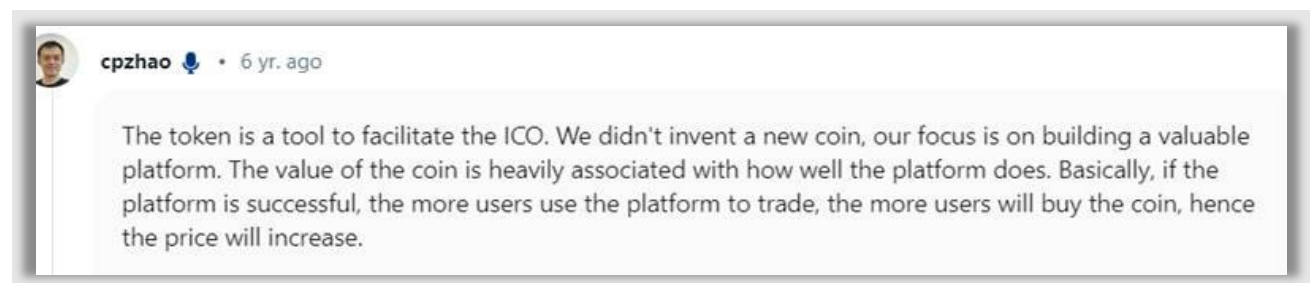 cpzhao • 6 yr. ago
The token is a tool to facilitate the ICO. We didn't invent a new coin, our focus is on building a valuable
platform. The value of the coin is heavily associated with how well the platform does. Basically, if the
platform is successful, the more users use the platform to trade, the more users will buy the coin, hence
the price will increase.